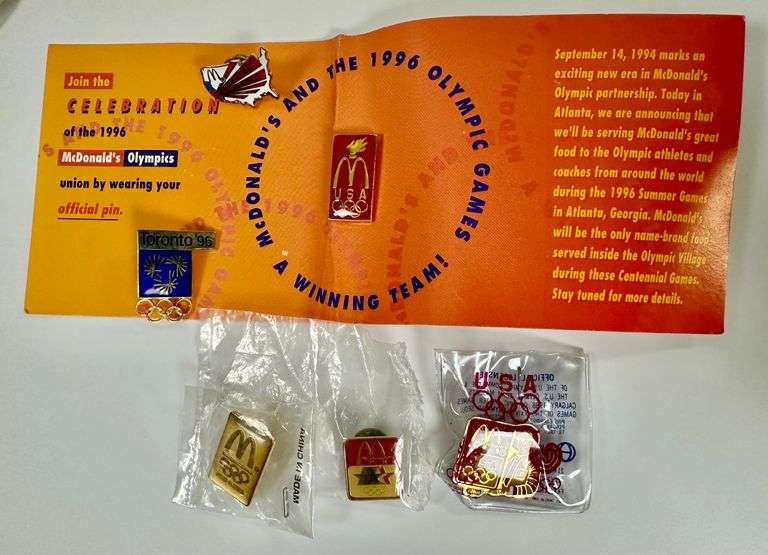 Join the
CELEBRATION
of the 1996
McDonald's Olympics
union by wearing your
official pin.
McDONALD'S AND THE 1996 OLYMPIC GAMES
A WINNING TEAM!
USA
September 14, 1994 marks an
exciting new era in McDonald's
Olympic partnership. Today in
Atlanta, we are announcing that
we'll be serving McDonald's great
food to the Olympic athletes and
coaches from around the world
during the 1996 Summer Games
in Atlanta, Georgia. McDonald's
will be the only name-brand food
served inside the Olympic Village
during these Centennial Games.
Stay tuned for more details.
Toronto '96
MADE IN CHINA
USA